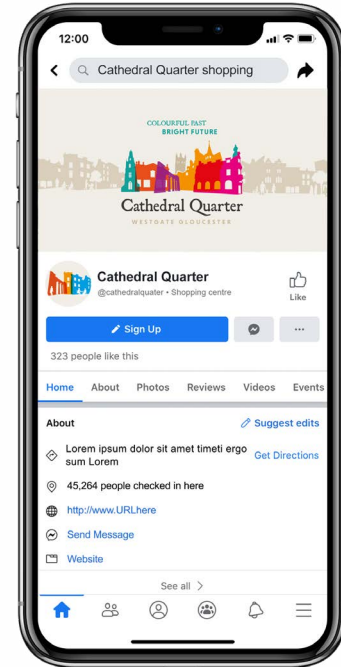 12:00
Cathedral Quarter shopping
COLOURFUL PAST
BRIGHT FUTURE
Cathedral Quarter
WESTGATE GLOUCESTER
Cathedral Quarter
@cathedralquater • Shopping centre
Like
Sign Up
323 people like this
Home About Photos Reviews Videos Events
About
Suggest edits
Lorem ipsum dolor sit amet timeti ergo
sum Lorem
Get Directions
45,264 people checked in here
http://www.URLhere
Send Message
Website
See all >